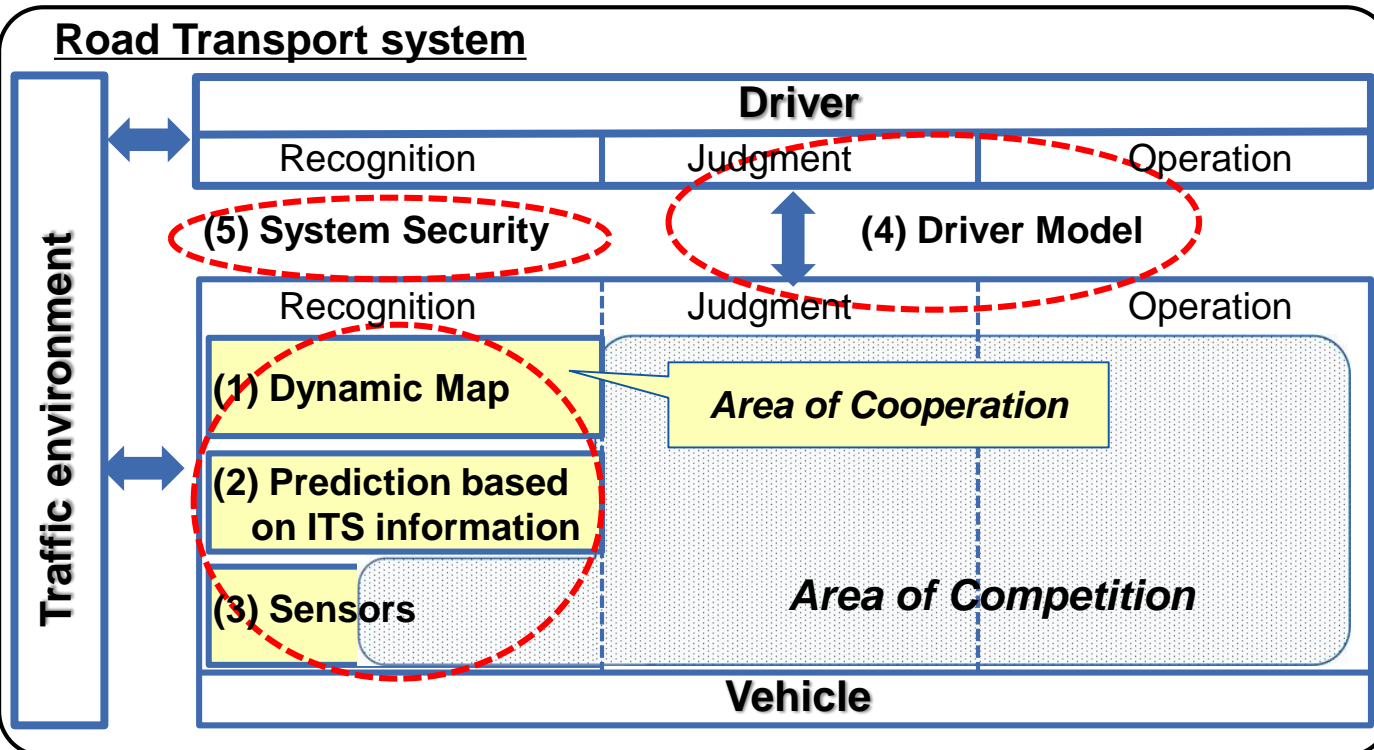 Road Transport system
Traffic environment
Driver
Recognition
Judgment
Operation
(5) System Security
(4) Driver Model
Recognition
Judgment
Operation
(1) Dynamic Map
Area of Cooperation
(2) Prediction based
on ITS information
(3) Sensors
Area of Competition
Vehicle